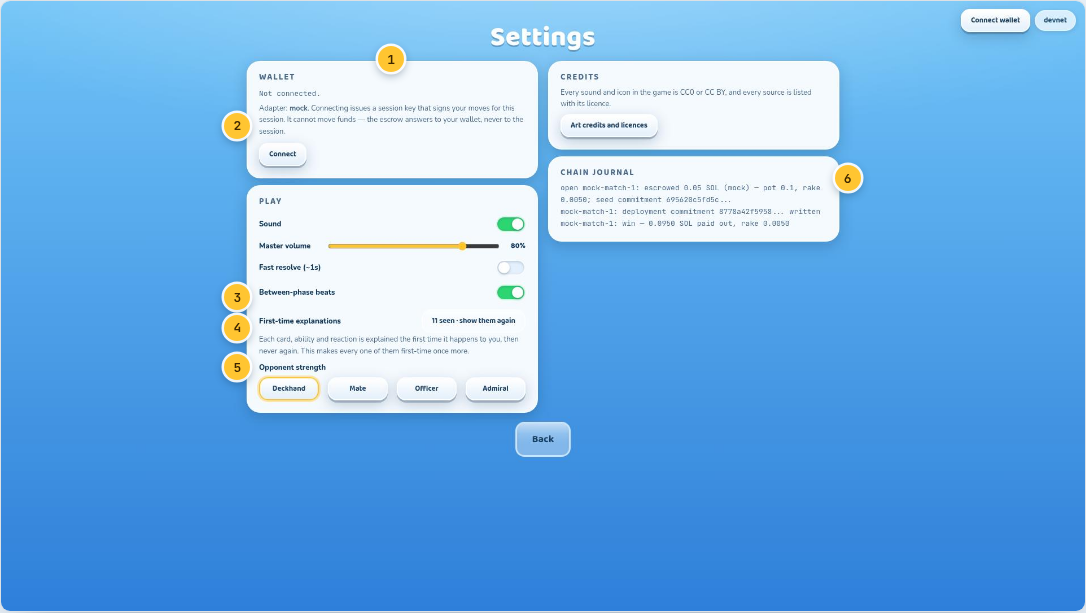 Connect wallet
devnet
Settings
1
WALLET
Not connected.
Adapter: mock. Connecting issues a session key that signs your moves for this
session. It cannot move funds — the escrow answers to your wallet, never to the
session.
2
Connect
PLAY
Sound
Master volume
80%
Fast resolve (~1s)
Between-phase beats
3
First-time explanations
11 seen · show them again
4
Each card, ability and reaction is explained the first time it happens to you, then
never again. This makes every one of them first-time once more.
5
Opponent strength
Deckhand
Mate
Officer
Admiral
CREDITS
Every sound and icon in the game is CC0 or CC BY, and every source is listed
with its licence.
Art credits and licences
6
CHAIN JOURNAL
open mock-match-1: escrowed 0.05 SOL (mock) — pot 0.1, rake
0.0050; seed commitment 695620c5fd5c...
mock-match-1: deployment commitment 8778a42f5958... written
mock-match-1: win — 0.0950 SOL paid out, rake 0.0050
Back